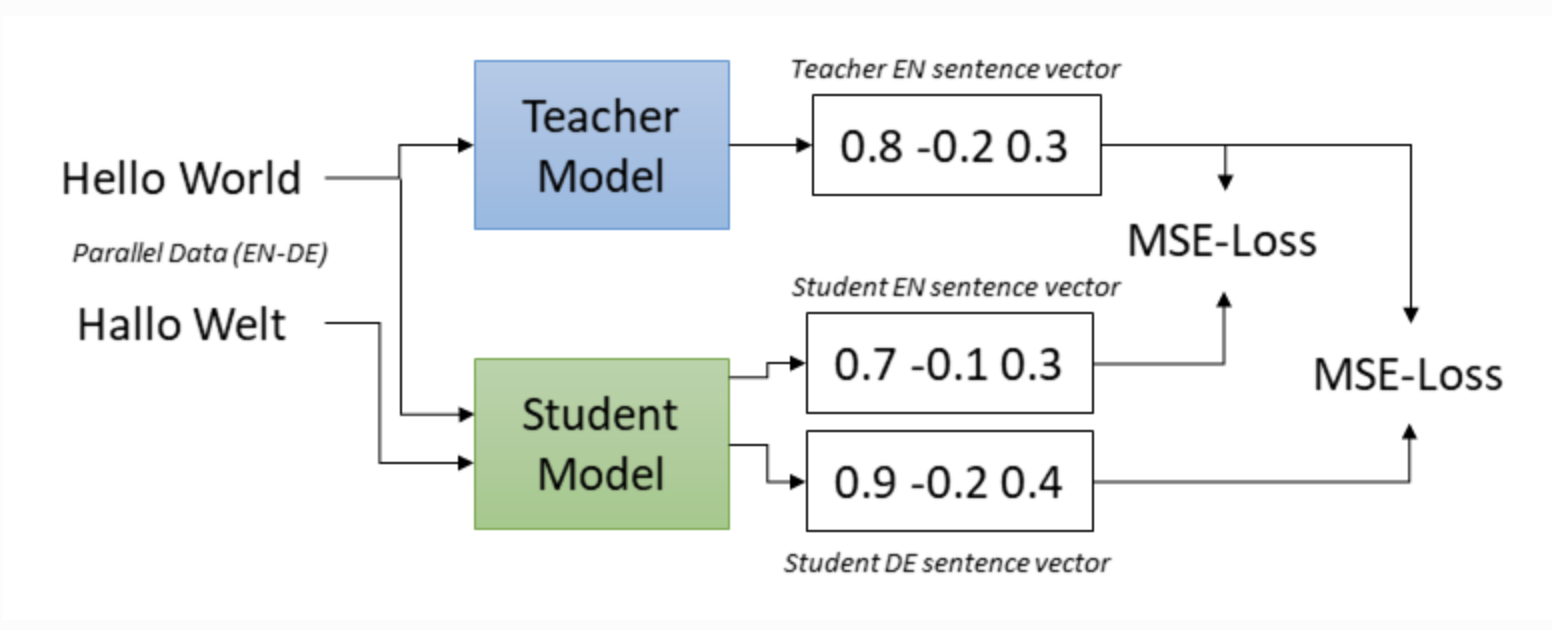 Teacher EN sentence vector
Teacher
Model
0.8 -0.2 0.3
Hello World
Parallel Data (EN-DE)
Hallo Welt
MSE-Loss
Student EN sentence vector
0.7 -0.1 0.3
MSE-Loss
Student
Model
0.9 -0.2 0.4
Student DE sentence vector